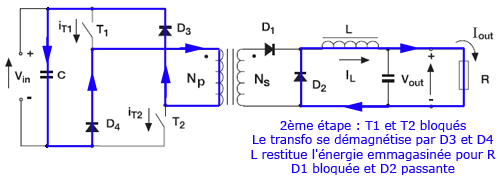 iT1
T1
D3
D1
L
Iout
+
Vin
-
C
Np
Ns
D2
IL
Vout
+
-
R
iT2
D4
T2
2ème étape : T1 et T2 bloqués
Le transfo se démagnétise par D3 et D4
L restitue l'énergie emmagasinée pour R
D1 bloquée et D2 passante